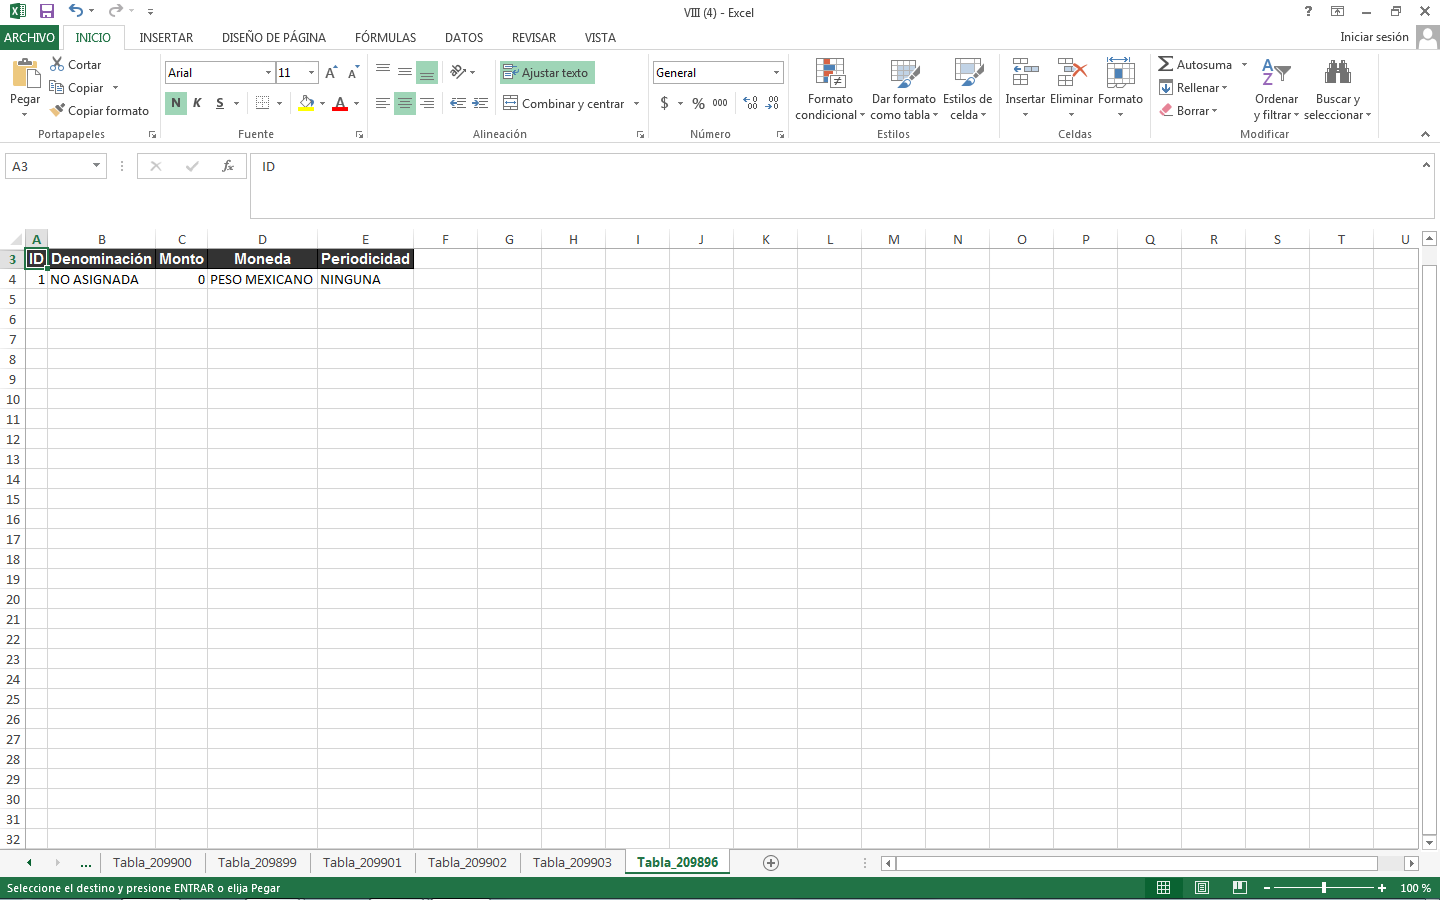 VIII (4) - Excel
ARCHIVO INICIO INSERTAR DISEÑO DE PÁGINA FÓRMULAS DATOS REVISAR VISTA Iniciar sesión
Pegar
Cortar
Copiar
Copiar formato
Portapapeles
Arial 11
N K S
Fuente
Ajustar texto
Combinar y centrar
Alineación
General
$ % 000
Número
Formato condicional
Dar formato como tabla
Estilos de celda
Estilos
Insertar Eliminar Formato
Celdas
Autosuma
Rellenar
Borrar
Ordenar y filtrar
Buscar y seleccionar
Modificar
A3 fx ID
A B C D E F G H I J K L M N O P Q R S T U
3 ID Denominación Monto Moneda Periodicidad
4 1 NO ASIGNADA 0 PESO MEXICANO NINGUNA
5
6
7
8
9
10
11
12
13
14
15
16
17
18
19
20
21
22
23
24
25
26
27
28
29
30
31
32
... Tabla_209900 Tabla_209899 Tabla_209901 Tabla_209902 Tabla_209903 Tabla_209896
Seleccione el destino y presione ENTRAR o elija Pegar 100 %